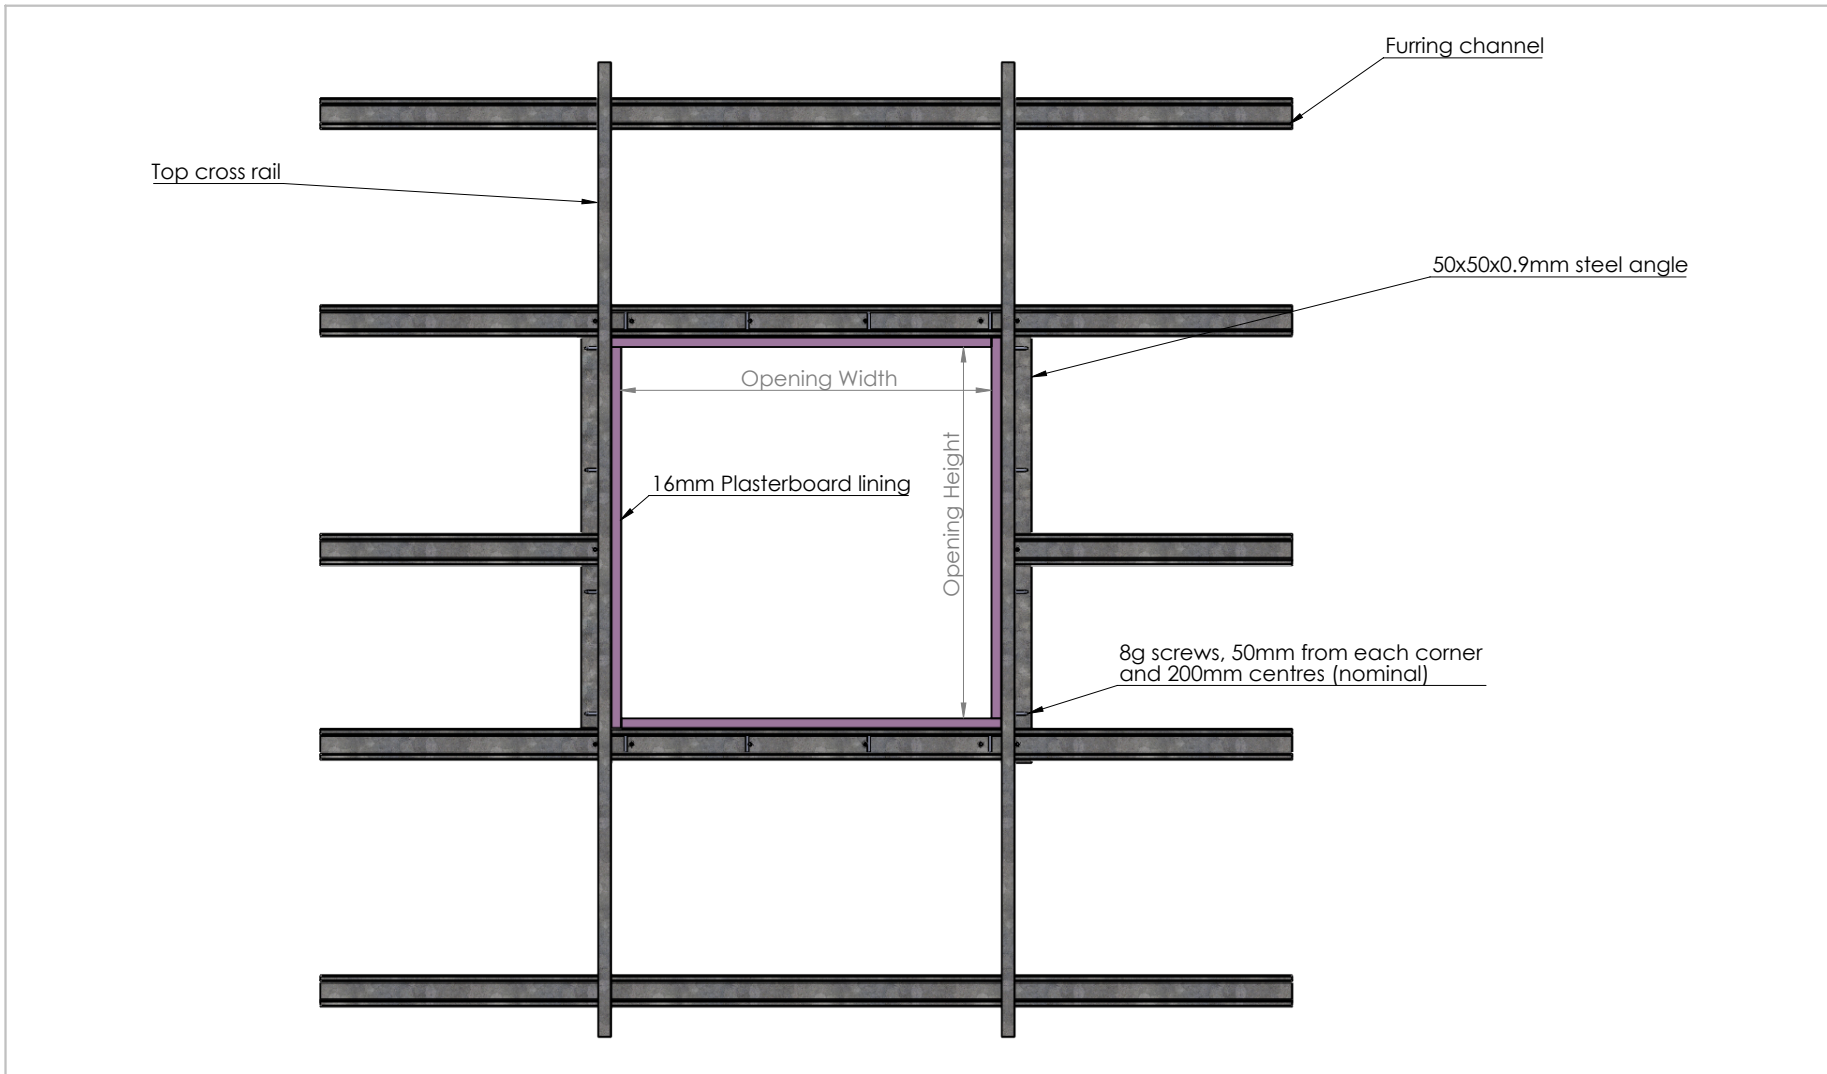 Furring channel
Top cross rail
50x50x0.9mm steel angle
Opening Width
Opening Height
16mm Plasterboard lining
8g screws, 50mm from each corner
and 200mm centres (nominal)